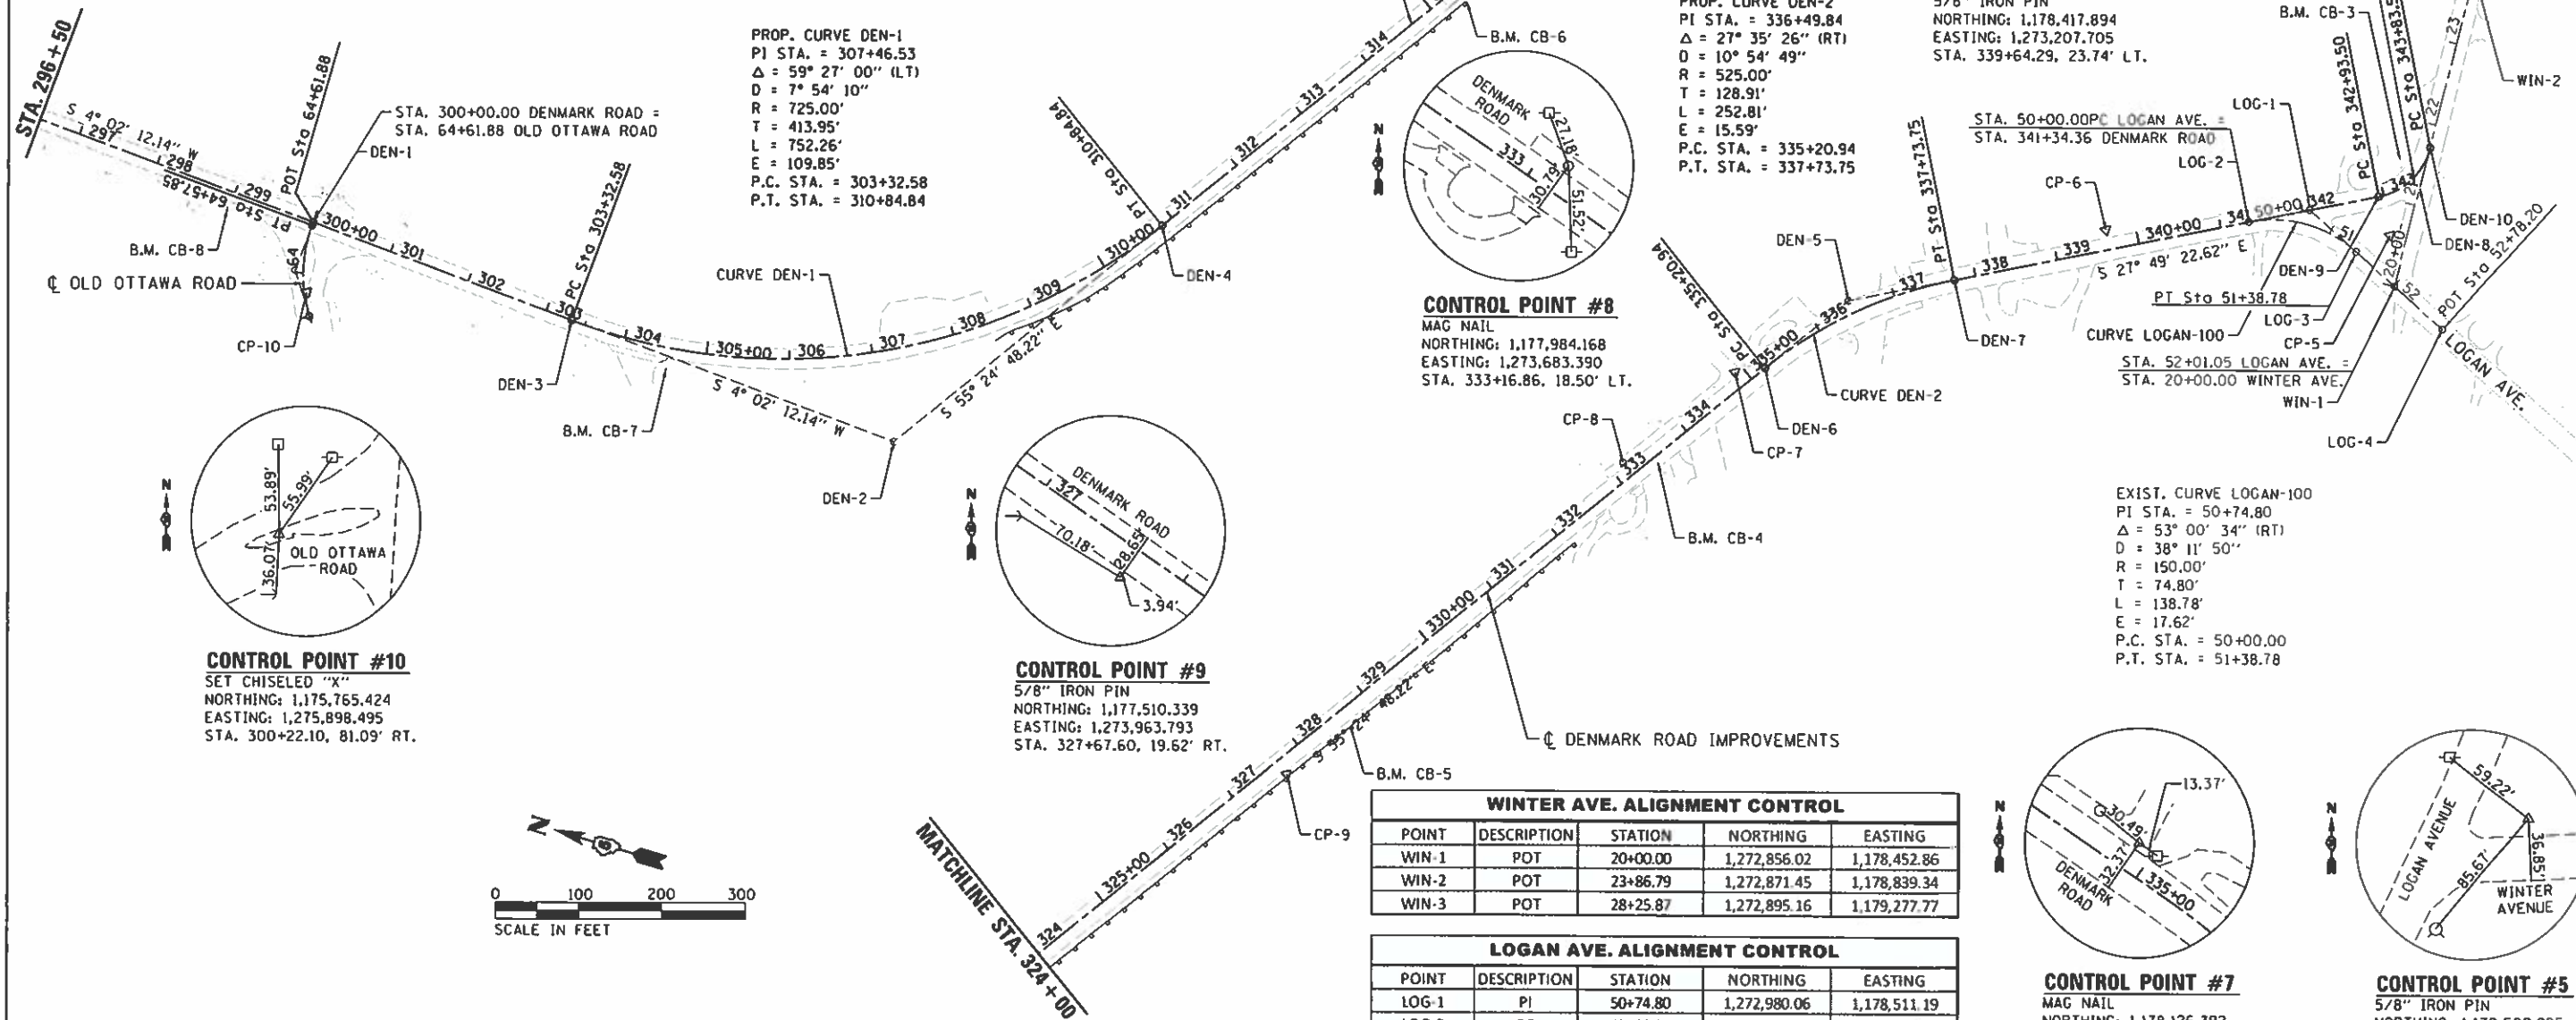 STA. 296+50
S 4° 02' 12.14" W
297
298
299
PT Sta 64+57.85
POT Sta 64+61.88
STA. 300+00.00 DENMARK ROAD =
STA. 64+61.88 OLD OTTAWA ROAD
DEN-1
B.M. CB-8
64
℄ OLD OTTAWA ROAD
CP-10
300+00
301
302
303
PC Sta 303+32.58
DEN-3
304
305+00
306
307
308
309
310+00
311
312
313
314
B.M. CB-7
S 4° 02' 12.14" W
S 55° 24' 48.22" E
DEN-2
CURVE DEN-1
PT Sta 310+84.84
DEN-4
B.M. CB-6
PROP. CURVE DEN-1
PI STA. = 307+46.53
Δ = 59° 27' 00" (LT)
D = 7° 54' 10"
R = 725.00'
T = 413.95'
L = 752.26'
E = 109.85'
P.C. STA. = 303+32.58
P.T. STA. = 310+84.84
N
DENMARK ROAD
333
27.18'
30.79'
51.52'
CONTROL POINT #8
MAG NAIL
NORTHING: 1,177,984.168
EASTING: 1,273,683.390
STA. 333+16.86, 18.50' LT.
PROP. CURVE DEN-2
PI STA. = 336+49.84
Δ = 27° 35' 26" (RT)
D = 10° 54' 49"
R = 525.00'
T = 128.91'
L = 252.81'
E = 15.59'
P.C. STA. = 335+20.94
P.T. STA. = 337+73.75
5/8" IRON PIN
NORTHING: 1,178,417.894
EASTING: 1,273,207.705
STA. 339+64.29, 23.74' LT.
B.M. CB-3
PC Sta 342+93.50
PC Sta 343+83.5
23
22
WIN-2
LOG-1
STA. 50+00.00PC LOGAN AVE. =
STA. 341+34.36 DENMARK ROAD
LOG-2
CP-6
DEN-5
PT Sta 337+73.75
PC Sta 335+20.94
335+00
336
337
338
339
340+00
341
50+00
342
343
S 27° 49' 22.62" E
51
20+00
52
DEN-10
DEN-8
DEN-9
POT Sta 52+78.20
PT Sta 51+38.78
LOG-3
CURVE LOGAN-100
CP-5
STA. 52+01.05 LOGAN AVE. =
STA. 20+00.00 WINTER AVE.
WIN-1
LOGAN AVE.
LOG-4
DEN-7
CURVE DEN-2
DEN-6
CP-7
CP-8
334
333
332
331
330+00
329
328
327
326
325+00
324
B.M. CB-4
S 55° 24' 48.22" E
℄ DENMARK ROAD IMPROVEMENTS
B.M. CB-5
CP-9
MATCHLINE STA. 324+00
EXIST. CURVE LOGAN-100
PI STA. = 50+74.80
Δ = 53° 00' 34" (RT)
D = 38° 11' 50"
R = 150.00'
T = 74.80'
L = 138.78'
E = 17.62'
P.C. STA. = 50+00.00
P.T. STA. = 51+38.78
N
53.89'
55.99'
36.07'
OLD OTTAWA
ROAD
CONTROL POINT #10
SET CHISELED "X"
NORTHING: 1,175,765.424
EASTING: 1,275,898.495
STA. 300+22.10, 81.09' RT.
N
DENMARK ROAD
327
70.18'
28.65'
3.94'
CONTROL POINT #9
5/8" IRON PIN
NORTHING: 1,177,510.339
EASTING: 1,273,963.793
STA. 327+67.60, 19.62' RT.
N
0 100 200 300
SCALE IN FEET
WINTER AVE. ALIGNMENT CONTROL
POINT DESCRIPTION STATION NORTHING EASTING
WIN-1 POT 20+00.00 1,272,856.02 1,178,452.86
WIN-2 POT 23+86.79 1,272,871.45 1,178,839.34
WIN-3 POT 28+25.87 1,272,895.16 1,179,277.77
LOGAN AVE. ALIGNMENT CONTROL
POINT DESCRIPTION STATION NORTHING EASTING
LOG-1 PI 50+74.80 1,272,980.06 1,178,511.19
N
13.37'
30.49'
32.37'
DENMARK ROAD
335+00
CONTROL POINT #7
MAG NAIL
N
59.22'
LOGAN AVENUE
85.67'
36.85'
WINTER
AVENUE
CONTROL POINT #5
5/8" IRON PIN